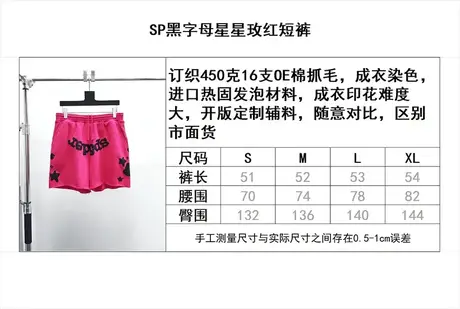 SP黑字母星星玫红短裤
订织450克16支OE棉抓毛，成衣染色，
进口热固发泡材料，成衣印花难度
大，开版定制辅料，随意对比，区别
市面货
尺码 S M L XL
裤长 51 52 53 54
腰围 70 74 78 82
臀围 132 136 140 144
手工测量尺寸与实际尺寸之间存在0.5-1cm误差